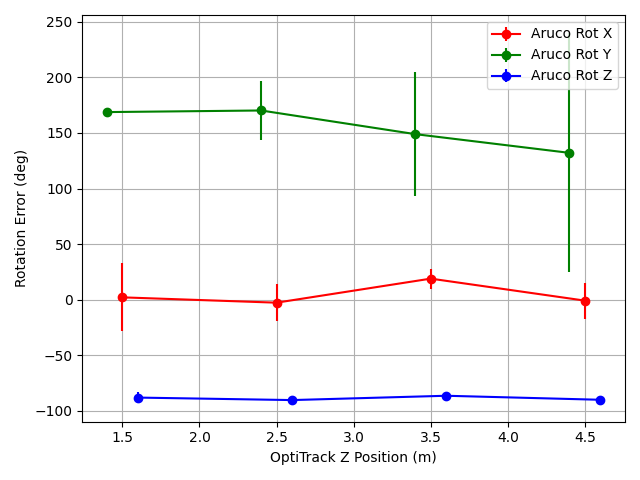 250
200
150
100
50
0
−50
−100
Rotation Error (deg)
Aruco Rot X
Aruco Rot Y
Aruco Rot Z
1.5 2.0 2.5 3.0 3.5 4.0 4.5
OptiTrack Z Position (m)